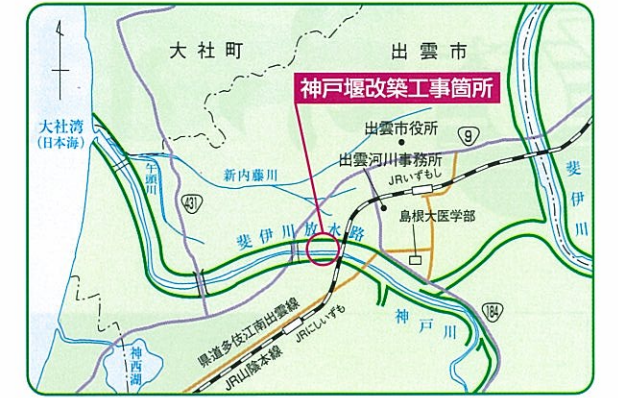 大社町
出雲市
神戸堰改築工事箇所
大社湾
(日本海)
出雲市役所
9
出雲河川事務所
JRいずもし
午頭川
新内藤川
431
島根大医学部
斐伊川
斐伊川放水路
神戸川
184
県道多伎江南出雲線
JRにしいずも
JR山陰本線
神西湖